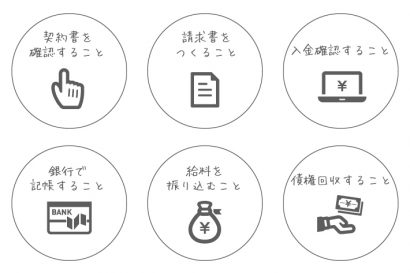 契約書を
確認すること
請求書を
つくること
入金確認すること
¥
銀行で
記帳すること
BANK
給料を
振り込むこと
¥
債権回収すること
¥